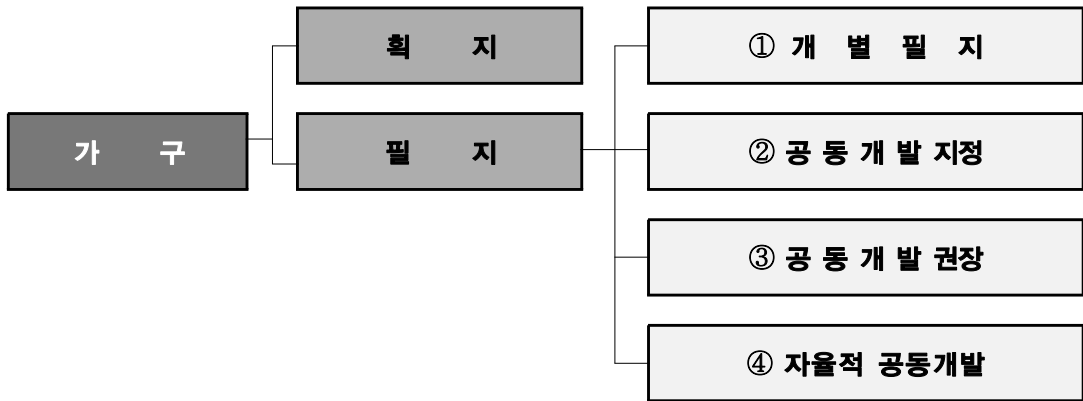 가 구
획 지
필 지
① 개 별 필 지
② 공 동 개 발 지정
③ 공 동 개 발 권장
④ 자율적 공동개발